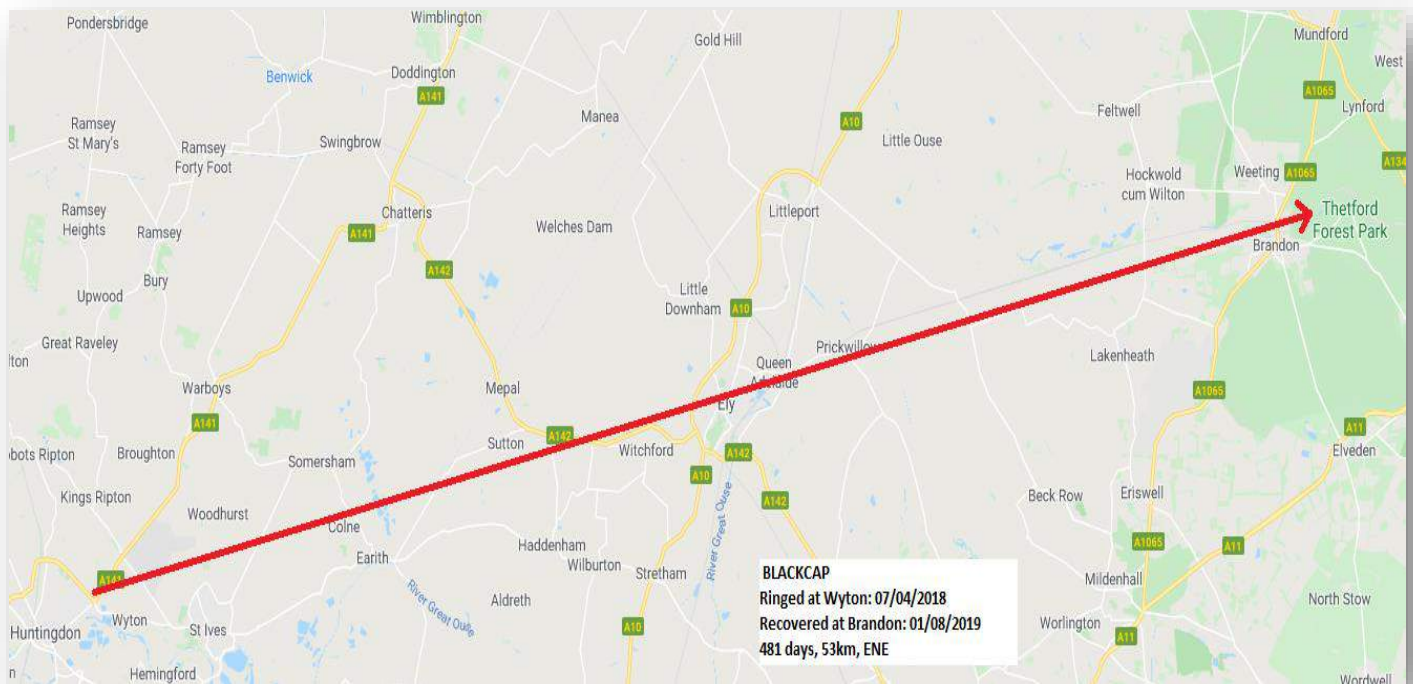 Pondersbridge
Wimblington
Gold Hill
Mundford
West
Benwick
Doddington
A141
A1065
Lynford
Feltwell
Manea
A10
Little Ouse
Ramsey
St Mary's
Ramsey
Forty Foot
Swingbrow
A134
Hockwold
cum Wilton
Weeting
A1065
Ramsey
Heights
Ramsey
Chatteris
Littleport
Thetford
Forest Park
A141
Welches Dam
Brandon
Bury
A142
Upwood
Little
Downham
A10
Great Raveley
Prickwillow
lton
Queen
Adelaide
Lakenheath
Warboys
Mepal
A1065
Ely
A141
A11
Sutton
A142
Witchford
Elveden
bots Ripton
Broughton
Somersham
A142
A10
Kings Ripton
Beck Row
Eriswell
Woodhurst
A142
Colne
River Great Ouse
Haddenham
A1065
A11
Earith
Wilburton
Stretham
A141
BLACKCAP
Ringed at Wyton: 07/04/2018
Recovered at Brandon: 01/08/2019
481 days, 53km, ENE
Mildenhall
River Great Ouse
Aldreth
North Stow
Wyton
Huntingdon
St Ives
A10
Worlington
A11
n
Hemingford
Wordwell